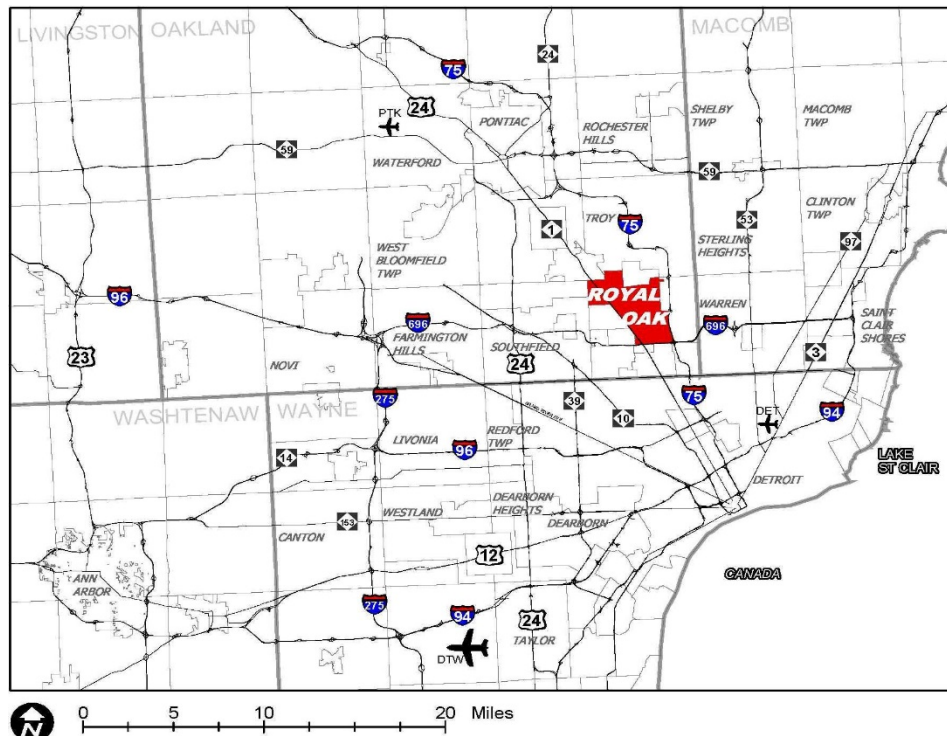 LIVINGSTON OAKLAND
MACOMB
24
75
24
PTK
PONTIAC
SHELBY
TWP
MACOMB
TWP
ROCHESTER
HILLS
59
WATERFORD
59
1
TROY
75
53
CLINTON
TWP
97
WEST
BLOOMFIELD
TWP
STERLING
HEIGHTS
96
ROYAL
OAK
WARREN
696
696
SAINT
CLAIR
SHORES
FARMINGTON
HILLS
SOUTHFIELD
3
23
NOVI
24
275
39
75
DET
94
WASHTENAW
WAYNE
10
LIVONIA
REDFORD
TWP
96
14
LAKE
ST CLAIR
DETROIT
DEARBORN
HEIGHTS
WESTLAND
153
CANTON
DEARBORN
12
CANADA
ANN
ARBOR
275
94
24
TAYLOR
DTW
N
0 5 10 20 Miles